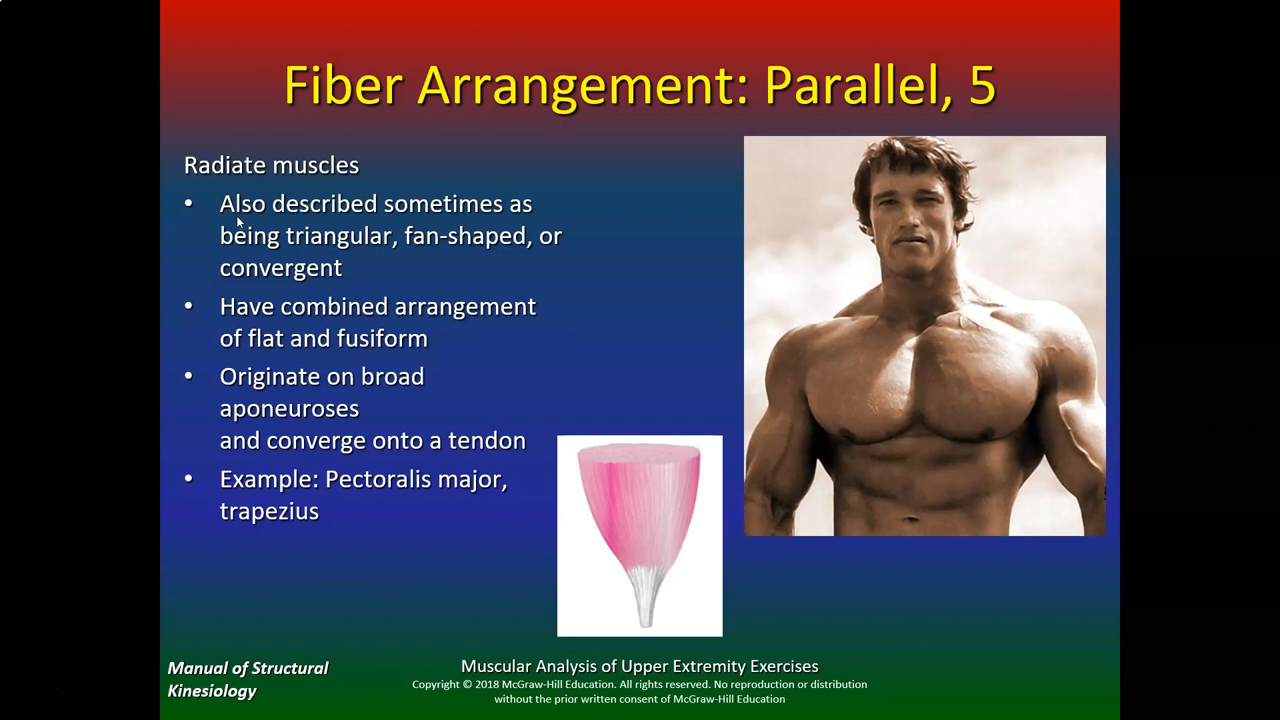 Fiber Arrangement: Parallel, 5
Radiate muscles
• Also described sometimes as
being triangular, fan-shaped, or
convergent
• Have combined arrangement
of flat and fusiform
• Originate on broad
aponeuroses
and converge onto a tendon
• Example: Pectoralis major,
trapezius
Manual of Structural
Kinesiology
Muscular Analysis of Upper Extremity Exercises
Copyright © 2018 McGraw-Hill Education. All rights reserved. No reproduction or distribution
without the prior written consent of McGraw-Hill Education